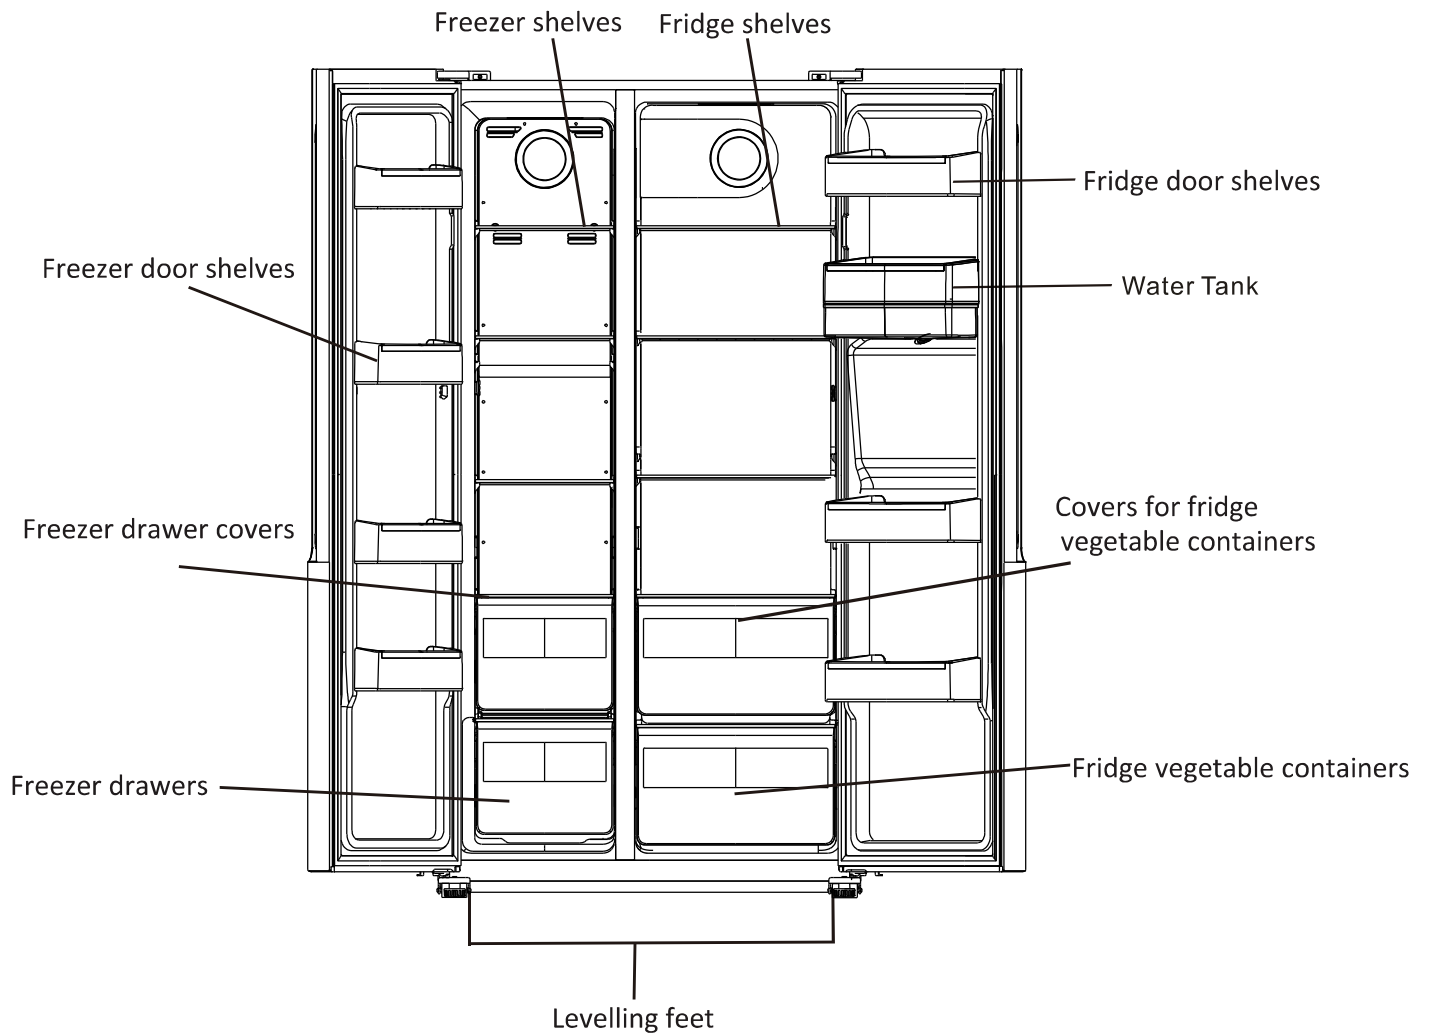 Freezer shelves
Fridge shelves
Fridge door shelves
Freezer door shelves
Water Tank
Covers for fridge
vegetable containers
Freezer drawer covers
Fridge vegetable containers
Freezer drawers
Levelling feet